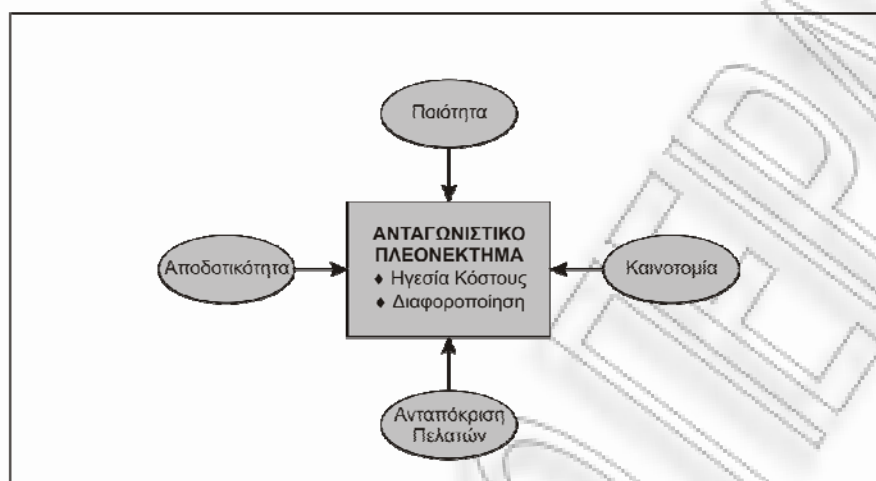 Ποιότητα
ΑΝΤΑΓΩΝΙΣΤΙΚΟ
ΠΛΕΟΝΕΚΤΗΜΑ
♦ Ηγεσία Κόστους
♦ Διαφοροποίηση
Αποδοτικότητα
Καινοτομία
Ανταπόκριση
Πελατών